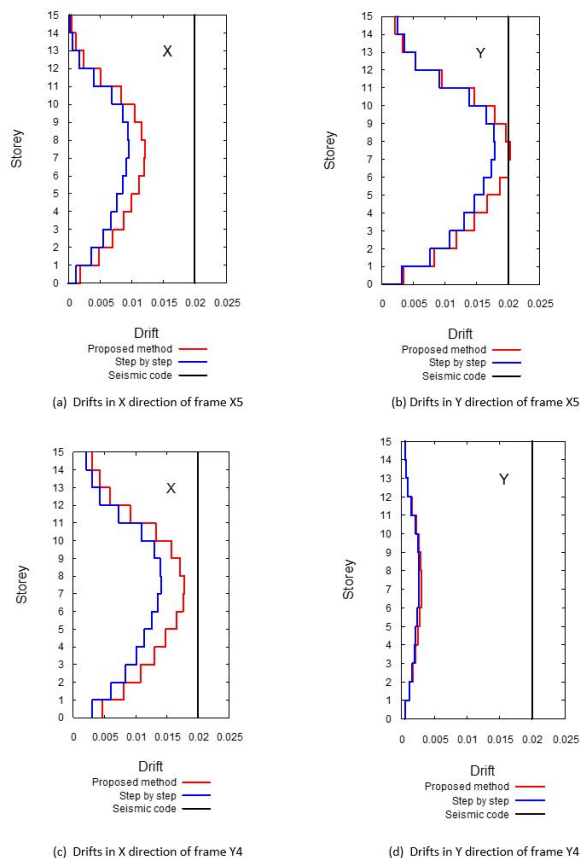 15
14
13
12
11
10
9
8
7
6
5
4
3
2
1
0
Storey
X
0 0.005 0.01 0.015 0.02 0.025
Drift
Proposed method
Step by step
Seismic code
(a) Drifts in X direction of frame X5
15
14
13
12
11
10
9
8
7
6
5
4
3
2
1
0
Storey
Y
0 0.005 0.01 0.015 0.02 0.025
Drift
Proposed method
Step by step
Seismic code
(b) Drifts in Y direction of frame X5
15
14
13
12
11
10
9
8
7
6
5
4
3
2
1
0
Storey
X
0 0.005 0.01 0.015 0.02 0.025
Drift
Proposed method
Step by step
Seismic code
(c) Drifts in X direction of frame Y4
15
14
13
12
11
10
9
8
7
6
5
4
3
2
1
0
Storey
Y
0 0.005 0.01 0.015 0.02 0.025
Drift
Proposed method
Step by step
Seismic code
(d) Drifts in Y direction of frame Y4